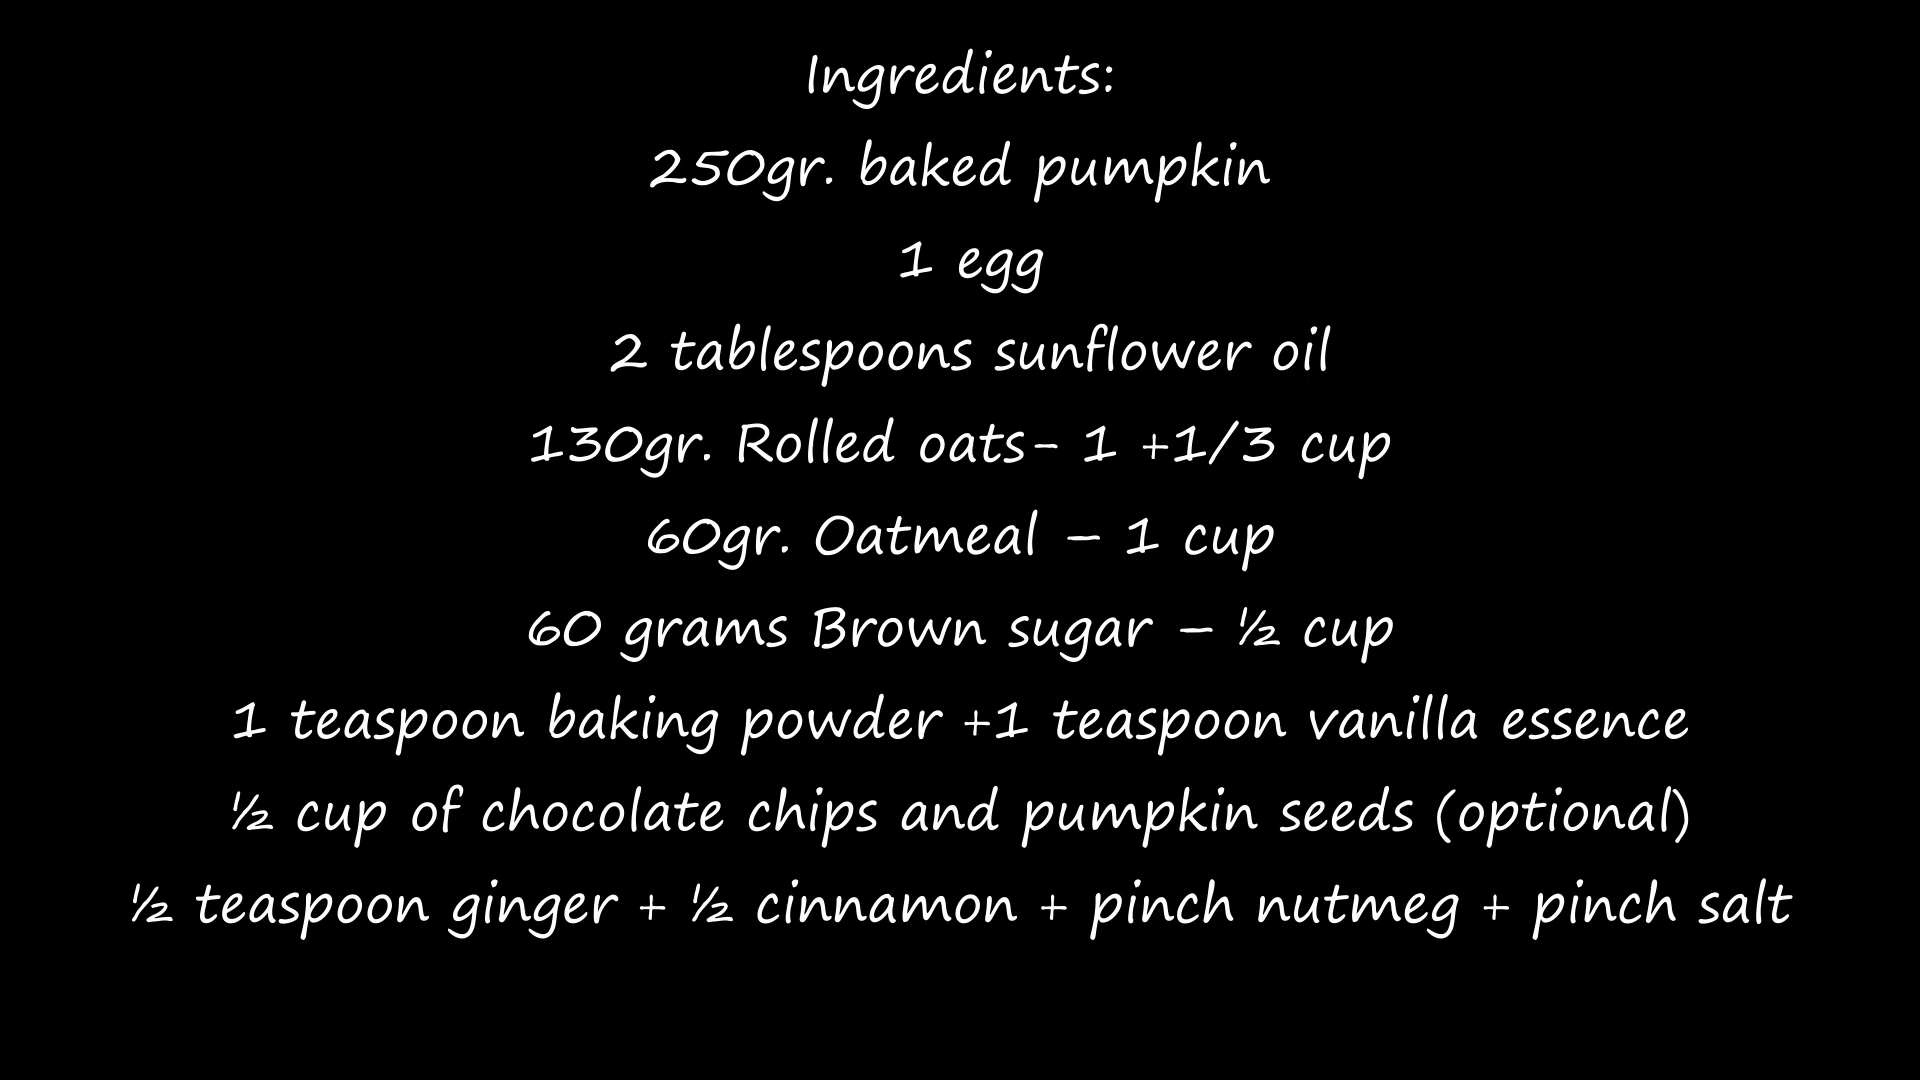 Ingredients:
250gr. baked pumpkin
1 egg
2 tablespoons sunflower oil
130gr. Rolled oats- 1 +1/3 cup
60gr. Oatmeal – 1 cup
60 grams Brown sugar – ½ cup
1 teaspoon baking powder +1 teaspoon vanilla essence
½ cup of chocolate chips and pumpkin seeds (optional)
½ teaspoon ginger + ½ cinnamon + pinch nutmeg + pinch salt